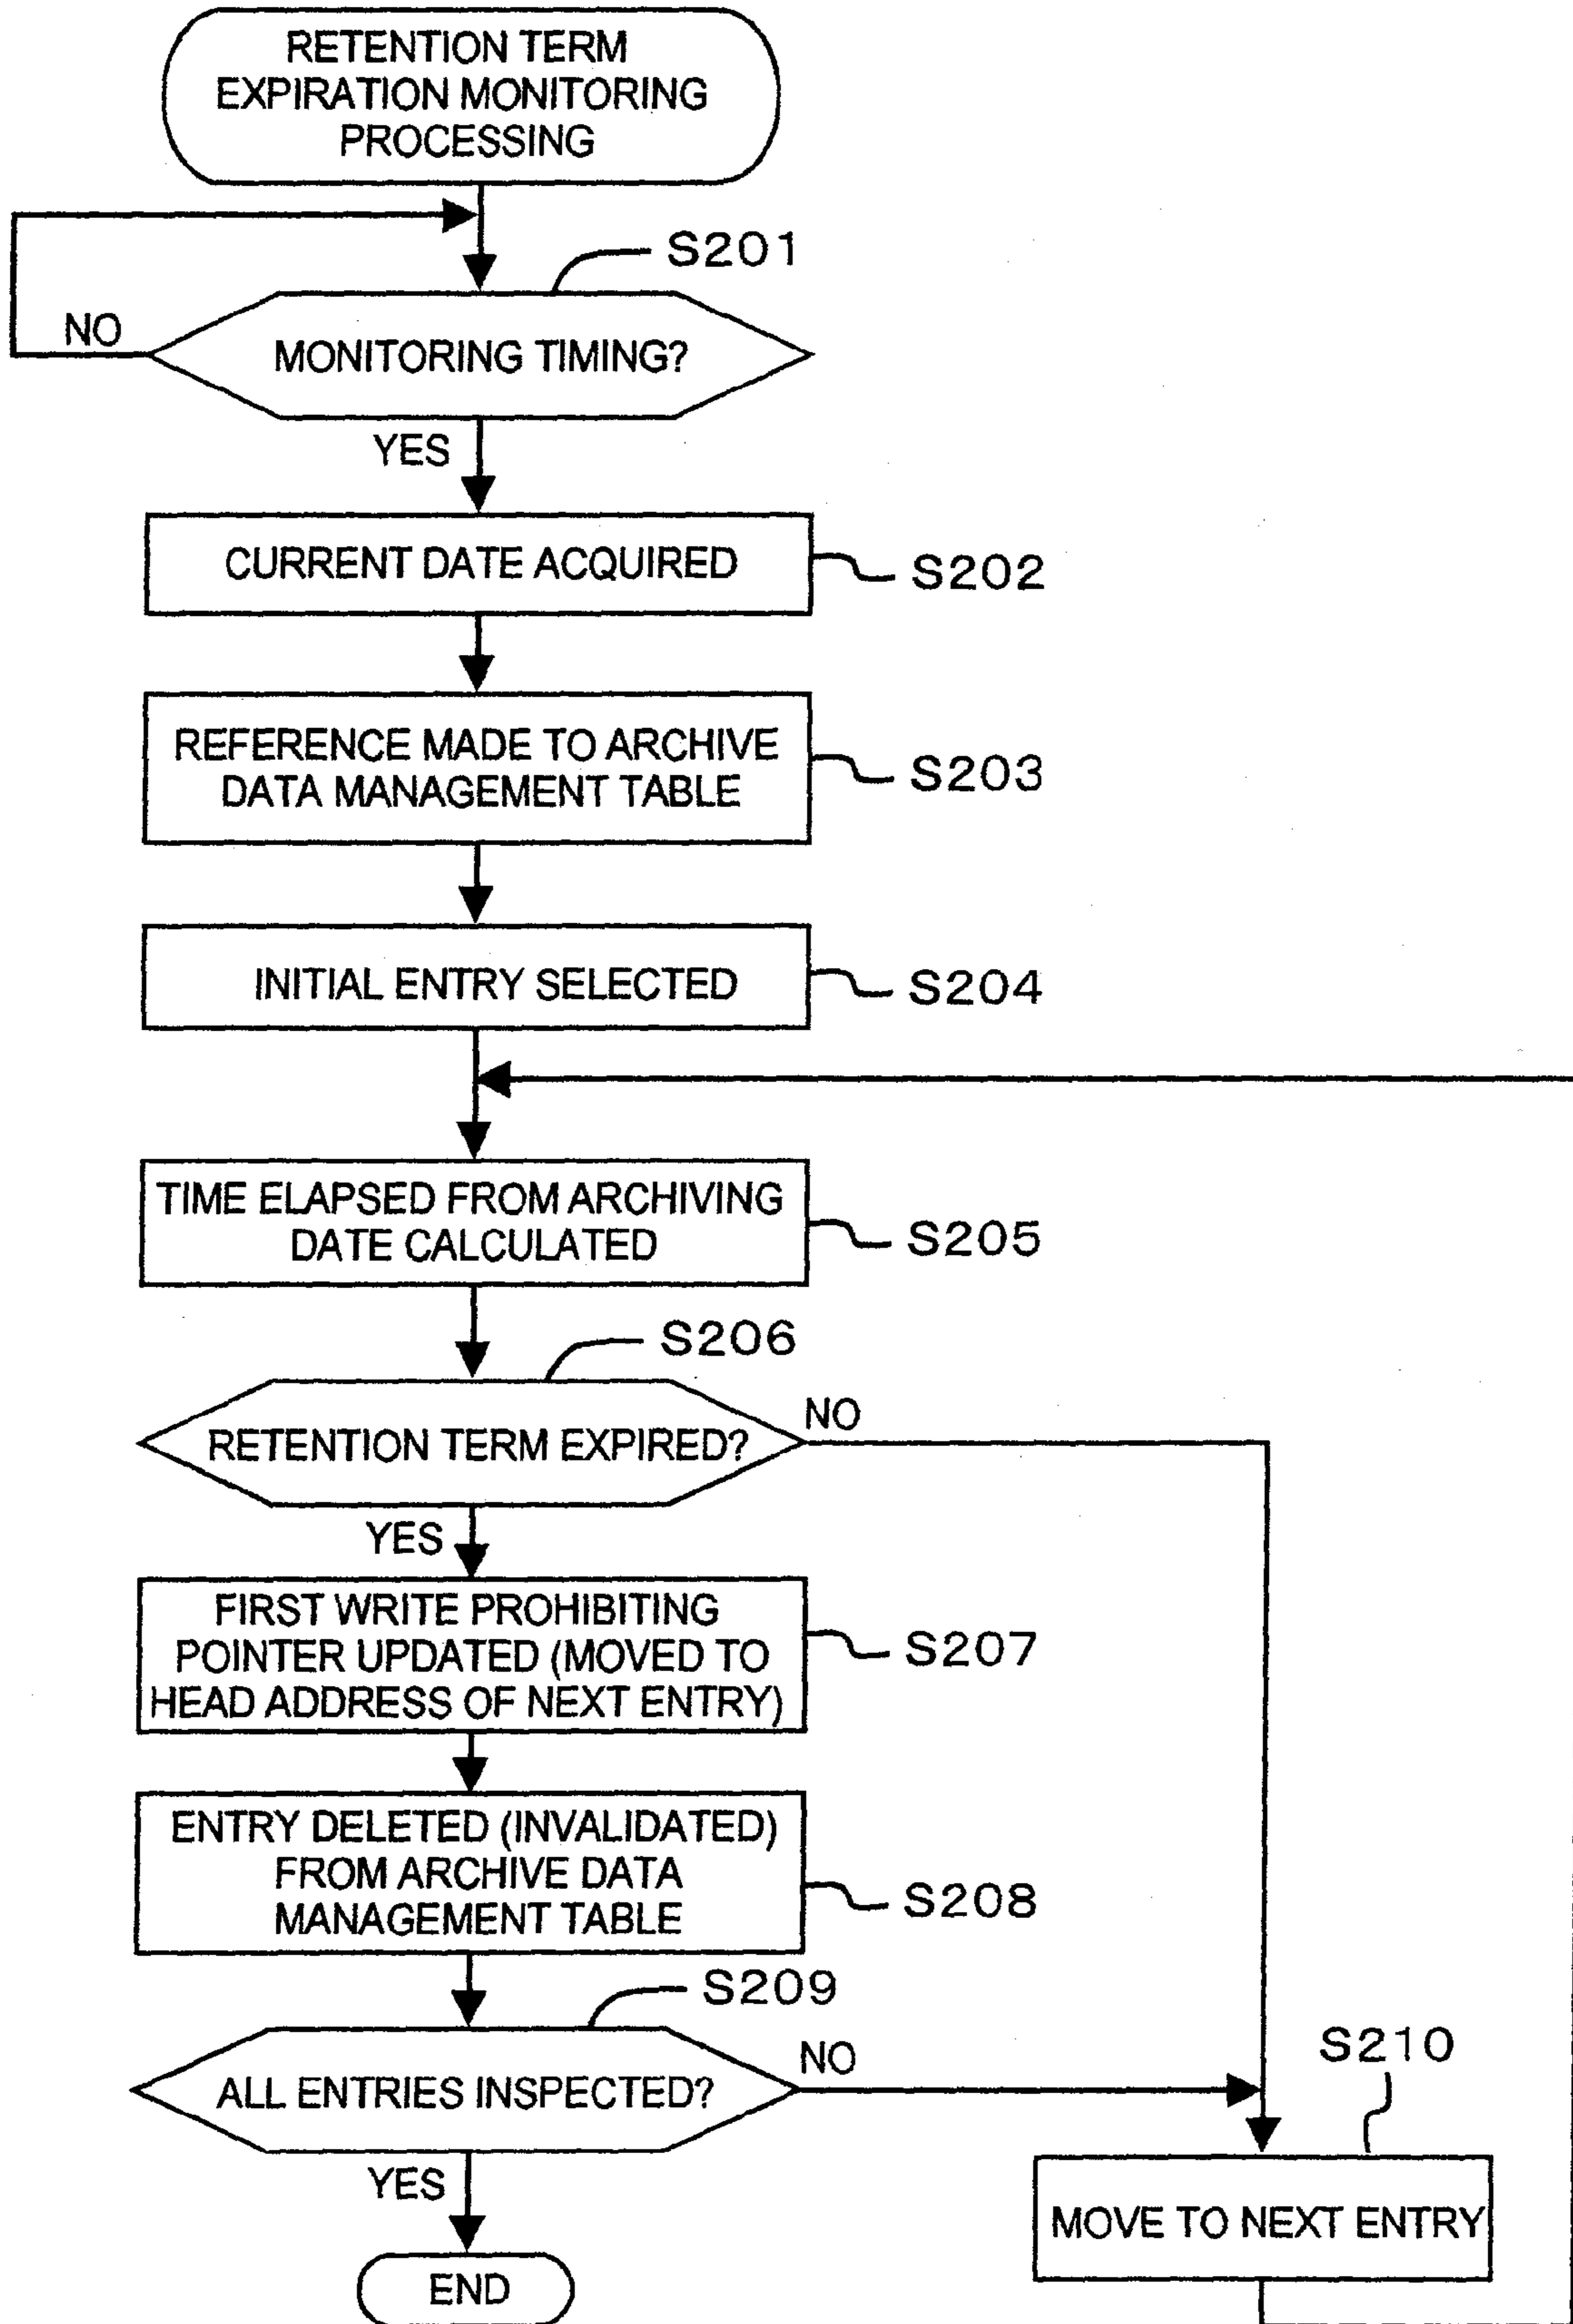 RETENTION TERM
EXPIRATION MONITORING
PROCESSING
S201
NO
MONITORING TIMING?
YES
CURRENT DATE ACQUIRED
S202
REFERENCE MADE TO ARCHIVE
DATA MANAGEMENT TABLE
S203
INITIAL ENTRY SELECTED
S204
TIME ELAPSED FROM ARCHIVING
DATE CALCULATED
S205
S206
NO
RETENTION TERM EXPIRED?
YES
FIRST WRITE PROHIBITING
POINTER UPDATED (MOVED TO
HEAD ADDRESS OF NEXT ENTRY)
S207
ENTRY DELETED (INVALIDATED)
FROM ARCHIVE DATA
MANAGEMENT TABLE
S208
S209
NO
ALL ENTRIES INSPECTED?
S210
YES
MOVE TO NEXT ENTRY
END